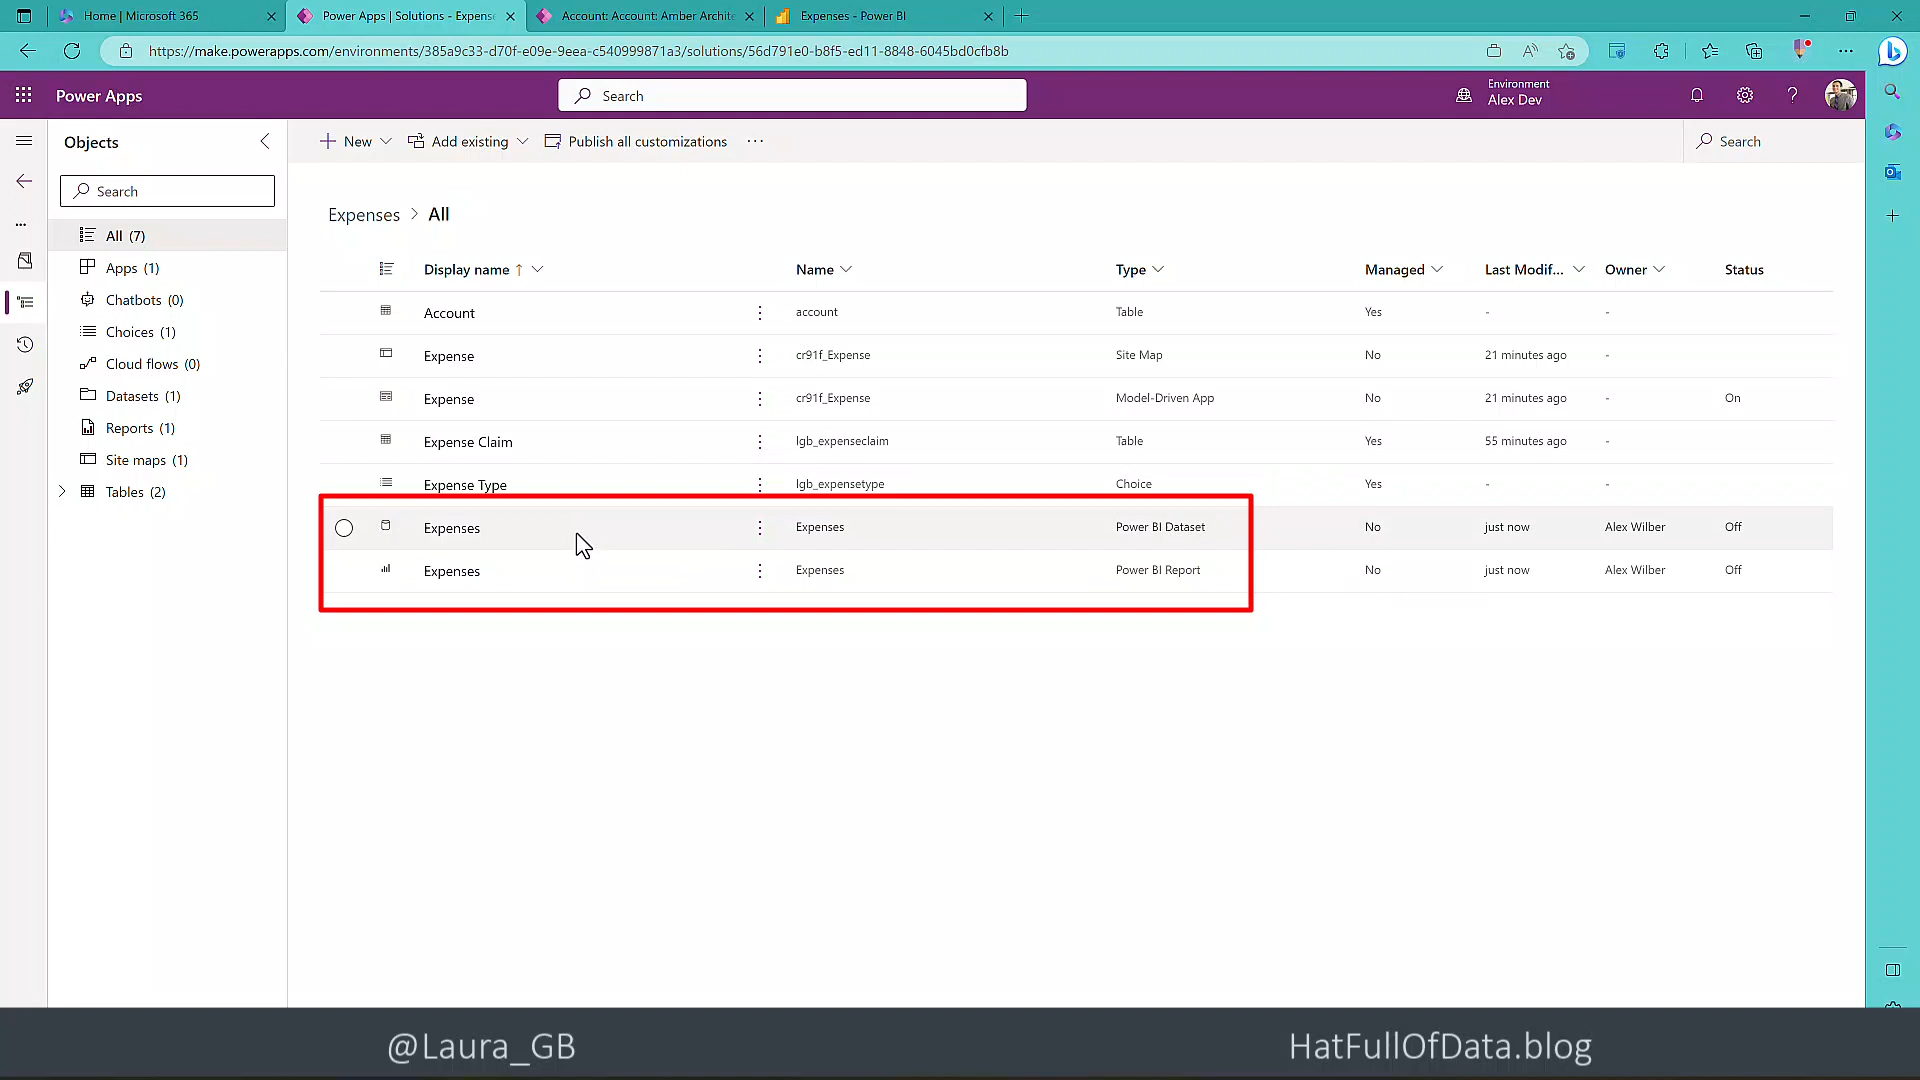 Home | Microsoft 365
Power Apps | Solutions - Expense
Account: Account: Amber Archite
Expenses - Power BI
https://make.powerapps.com/environments/385a9c33-d70f-e09e-9eea-c540999871a3/solutions/56d791e0-b8f5-ed11-8848-6045bd0cfb8b
Power Apps
Search
Environment
Alex Dev
Objects
New
Add existing
Publish all customizations
Search
Search
Expenses > All
All (7)
Apps (1)
Chatbots (0)
Choices (1)
Cloud flows (0)
Datasets (1)
Reports (1)
Site maps (1)
Tables (2)
Display name ↑ Name Type Managed Last Modif... Owner Status
Account account Table Yes - -
Expense cr91f_Expense Site Map No 21 minutes ago -
Expense cr91f_Expense Model-Driven App No 21 minutes ago - On
Expense Claim lgb_expenseclaim Table Yes 55 minutes ago -
Expense Type lgb_expensetype Choice Yes - -
Expenses Expenses Power BI Dataset No just now Alex Wilber Off
Expenses Expenses Power BI Report No just now Alex Wilber Off
@Laura_GB
HatFullOfData.blog